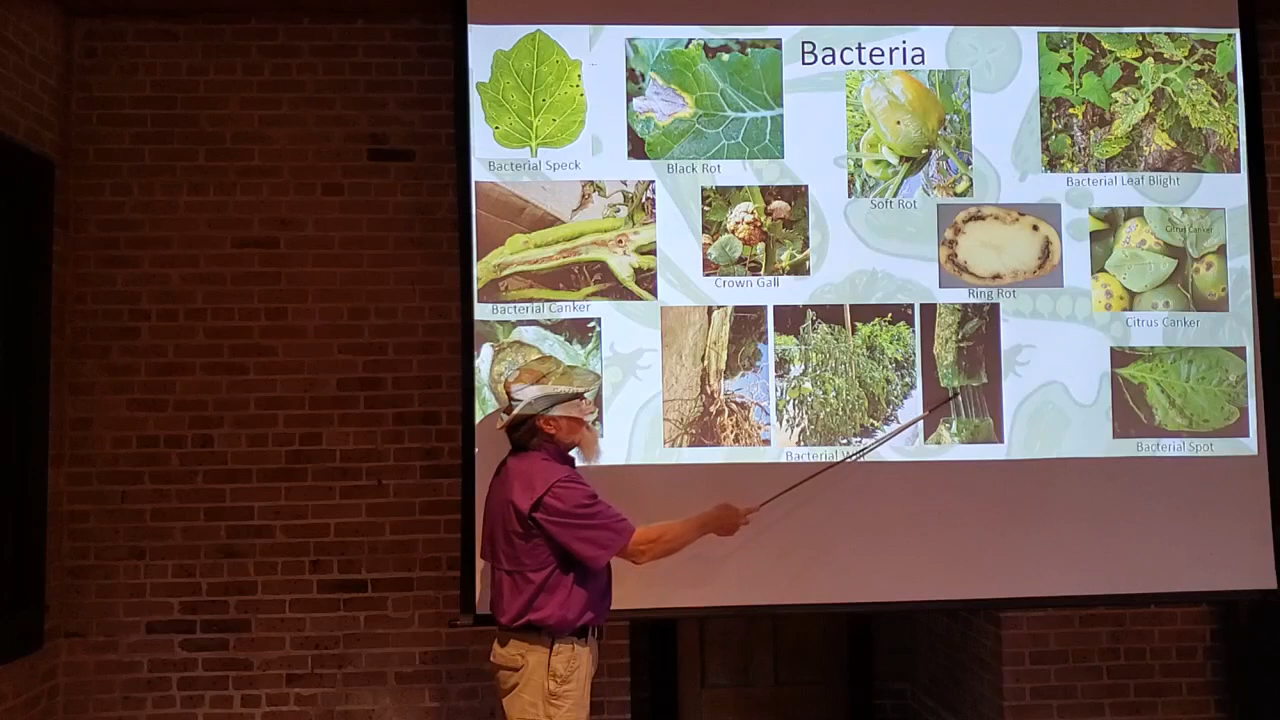 Bacteria
Bacterial Speck
Black Rot
Soft Rot
Bacterial Leaf Blight
Bacterial Canker
Crown Gall
Ring Rot
Citrus Canker
Citrus Canker
Bacterial Wilt
Bacterial Spot